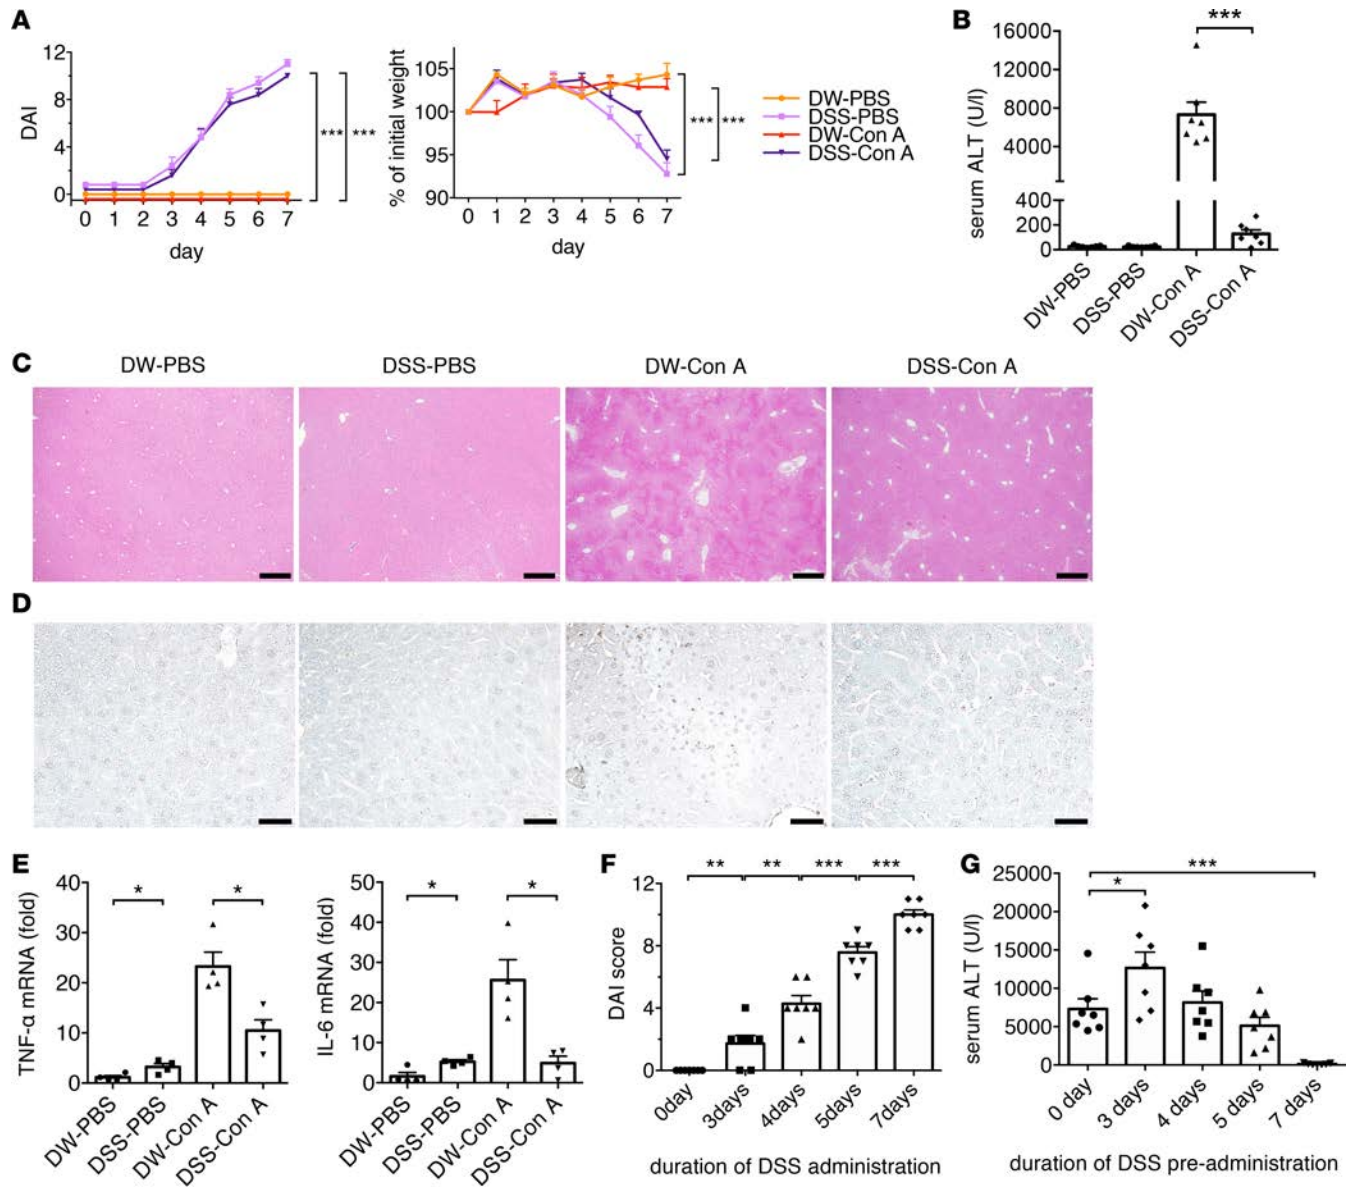 A
DAI
12
8
4
0
0 1 2 3 4 5 6 7
day
*** ***
% of initial weight
105
100
95
90
0 1 2 3 4 5 6 7
day
*** ***
DW-PBS
DSS-PBS
DW-Con A
DSS-Con A
B
***
serum ALT (U/l)
16000
12000
8000
4000
400
200
0
DW-PBS
DSS-PBS
DW-Con A
DSS-Con A
C
DW-PBS DSS-PBS DW-Con A DSS-Con A
D
E
TNF-α mRNA (fold)
40
30
20
10
0
* *
DW-PBS
DSS-PBS
DW-Con A
DSS-Con A
IL-6 mRNA (fold)
50
40
30
20
10
0
* *
DW-PBS
DSS-PBS
DW-Con A
DSS-Con A
F
** ** *** ***
DAI score
12
8
4
0
0day
3days
4days
5days
7days
duration of DSS administration
G
***
*
serum ALT (U/l)
25000
20000
15000
10000
5000
0
0 day
3 days
4 days
5 days
7 days
duration of DSS pre-administration